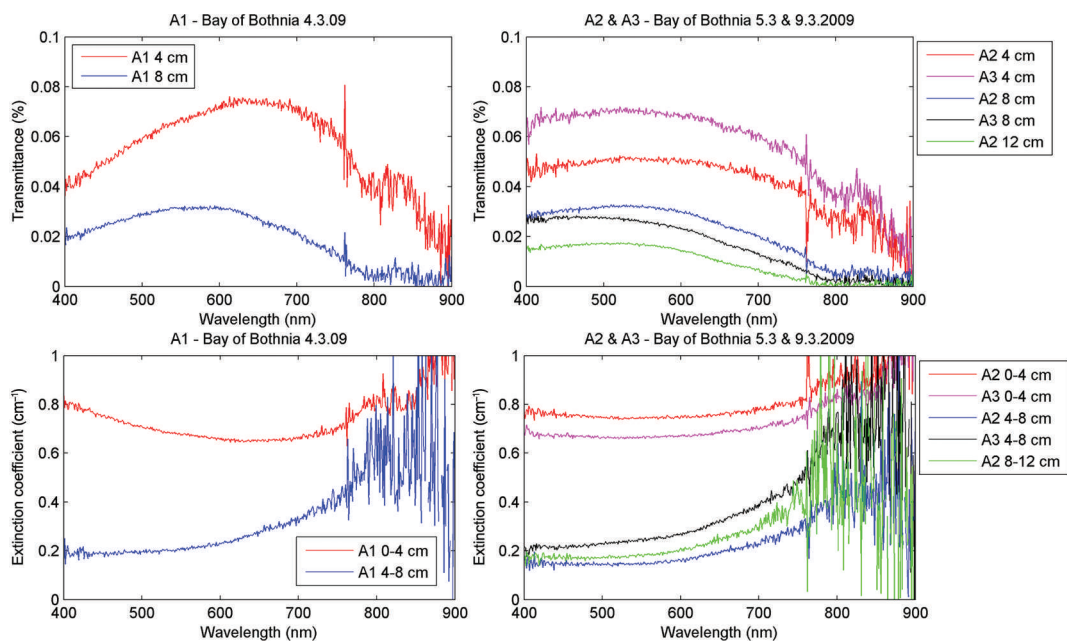 A1 - Bay of Bothnia 4.3.09
0.1
0.08
0.06
0.04
0.02
0
Transmittance (%)
400 500 600 700 800 900
Wavelength (nm)
A1 4 cm
A1 8 cm
A2 & A3 - Bay of Bothnia 5.3 & 9.3.2009
0.1
0.08
0.06
0.04
0.02
0
Transmittance (%)
400 500 600 700 800 900
Wavelength (nm)
A2 4 cm
A3 4 cm
A2 8 cm
A3 8 cm
A2 12 cm
A1 - Bay of Bothnia 4.3.09
1
0.8
0.6
0.4
0.2
0
Extinction coefficient (cm⁻¹)
400 500 600 700 800 900
Wavelength (nm)
A1 0-4 cm
A1 4-8 cm
A2 & A3 - Bay of Bothnia 5.3 & 9.3.2009
1
0.8
0.6
0.4
0.2
0
Extinction coefficient (cm⁻¹)
400 500 600 700 800 900
Wavelength (nm)
A2 0-4 cm
A3 0-4 cm
A2 4-8 cm
A3 4-8 cm
A2 8-12 cm